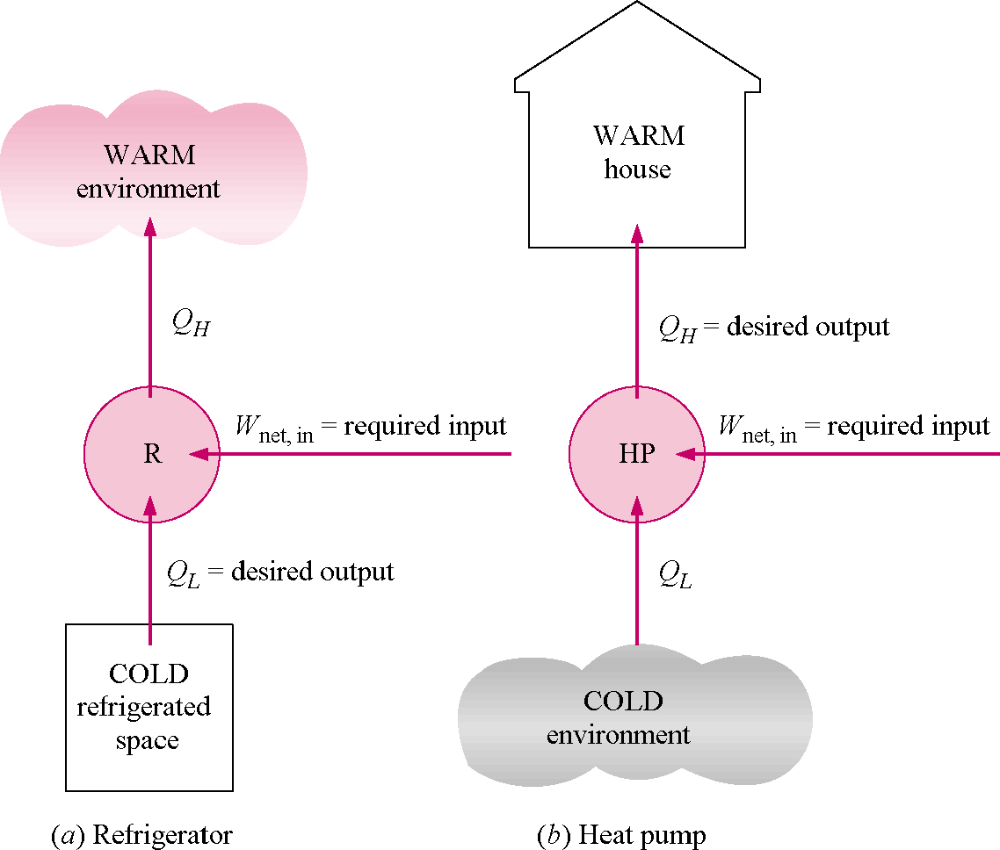 WARM
environment
Q_H
W_net, in = required input
R
Q_L = desired output
COLD
refrigerated
space
(a) Refrigerator
WARM
house
Q_H = desired output
W_net, in = required input
HP
Q_L
COLD
environment
(b) Heat pump